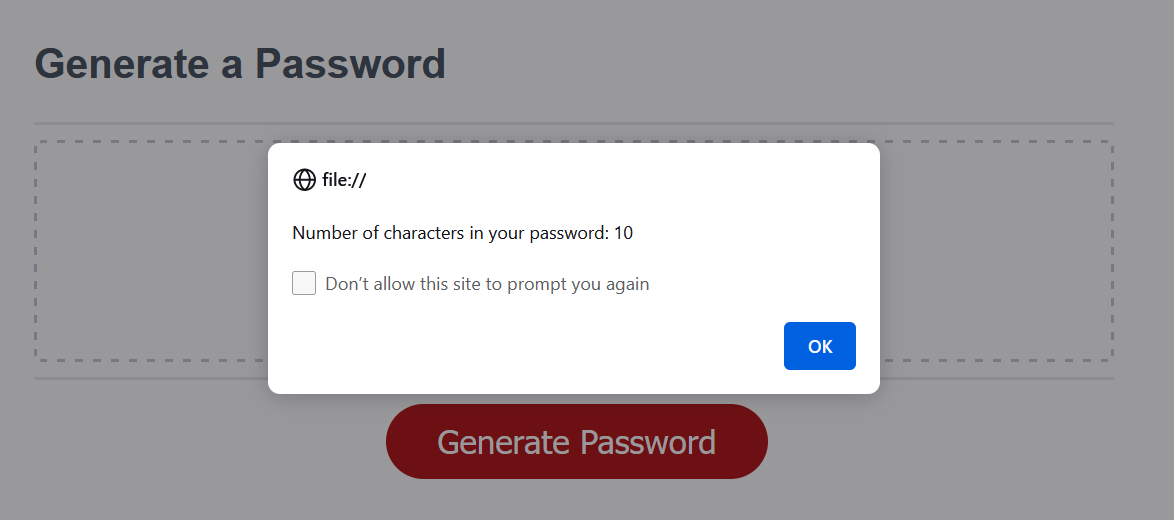 Generate a Password
file://
Number of characters in your password: 10
Don’t allow this site to prompt you again
OK
Generate Password